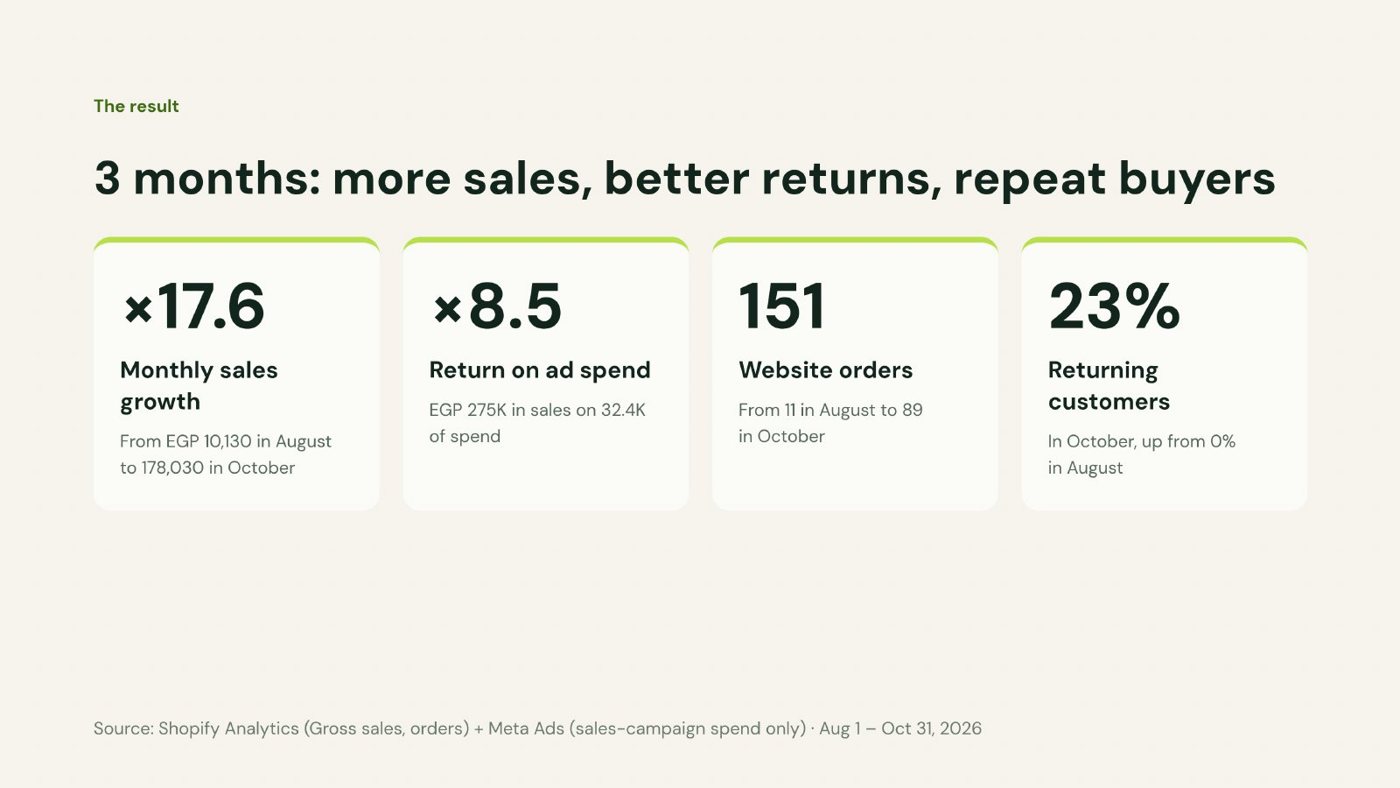 The result
3 months: more sales, better returns, repeat buyers
×17.6
Monthly sales
growth
From EGP 10,130 in August
to 178,030 in October
×8.5
Return on ad spend
EGP 275K in sales on 32.4K
of spend
151
Website orders
From 11 in August to 89
in October
23%
Returning
customers
In October, up from 0%
in August
Source: Shopify Analytics (Gross sales, orders) + Meta Ads (sales-campaign spend only) · Aug 1 – Oct 31, 2026